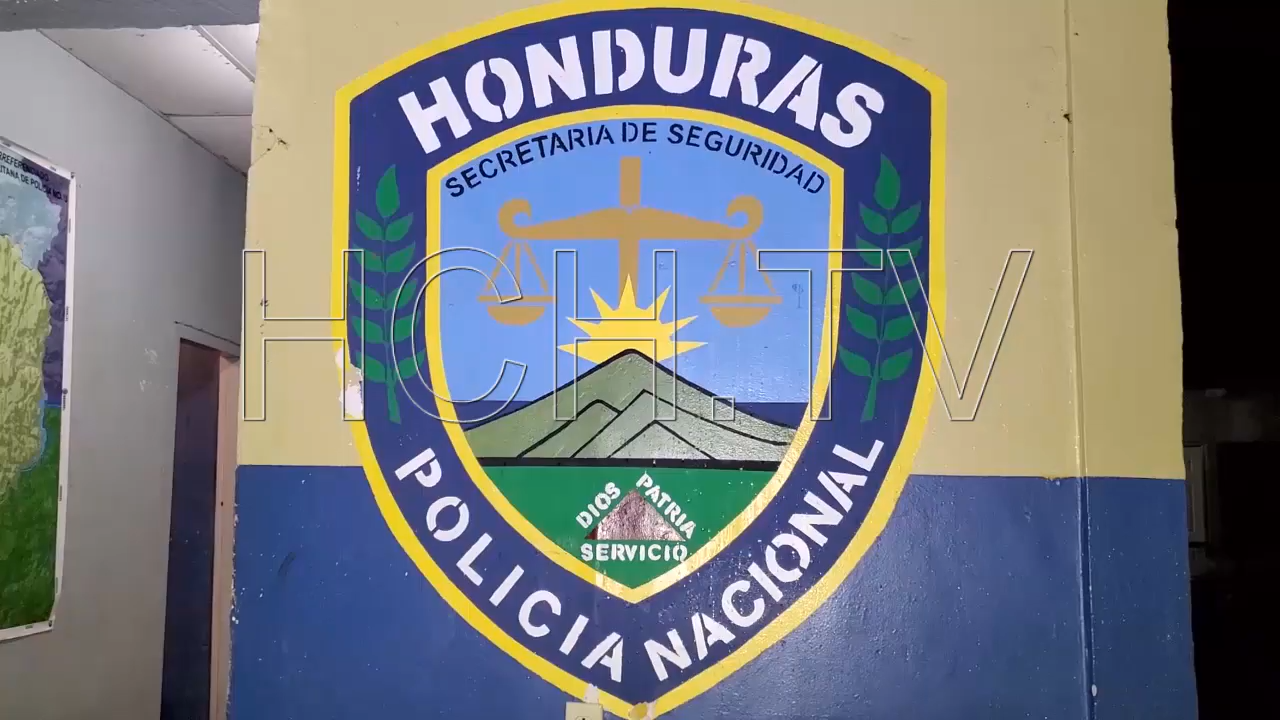 HONDURAS
SECRETARIA DE SEGURIDAD
HCH.TV
DIOS PATRIA
SERVICIO
POLICIA NACIONAL